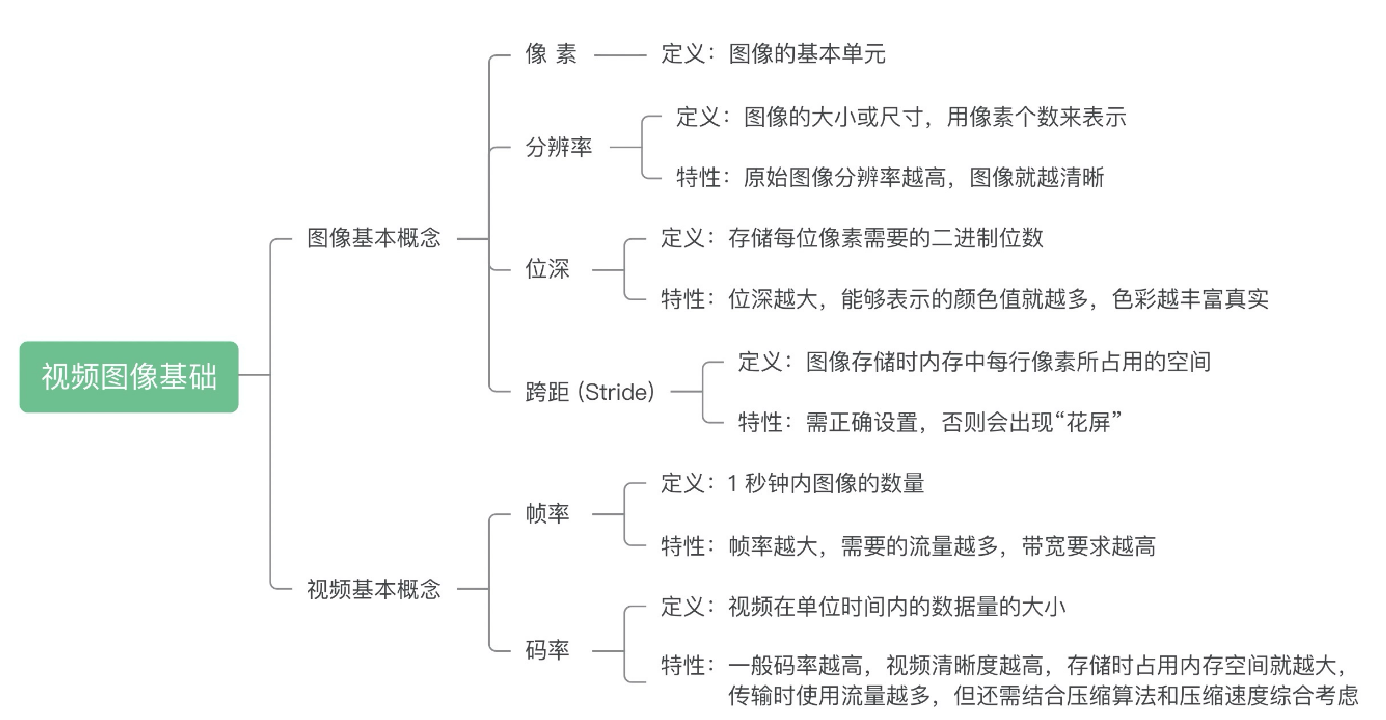 视频图像基础
图像基本概念
像 素
定义：图像的基本单元
分辨率
定义：图像的大小或尺寸，用像素个数来表示
特性：原始图像分辨率越高，图像就越清晰
位深
定义：存储每位像素需要的二进制位数
特性：位深越大，能够表示的颜色值就越多，色彩越丰富真实
跨距 (Stride)
定义：图像存储时内存中每行像素所占用的空间
特性：需正确设置，否则会出现“花屏”
视频基本概念
帧率
定义：1 秒钟内图像的数量
特性：帧率越大，需要的流量越多，带宽要求越高
码率
定义：视频在单位时间内的数据量的大小
特性：一般码率越高，视频清晰度越高，存储时占用内存空间就越大，
传输时使用流量越多，但还需结合压缩算法和压缩速度综合考虑